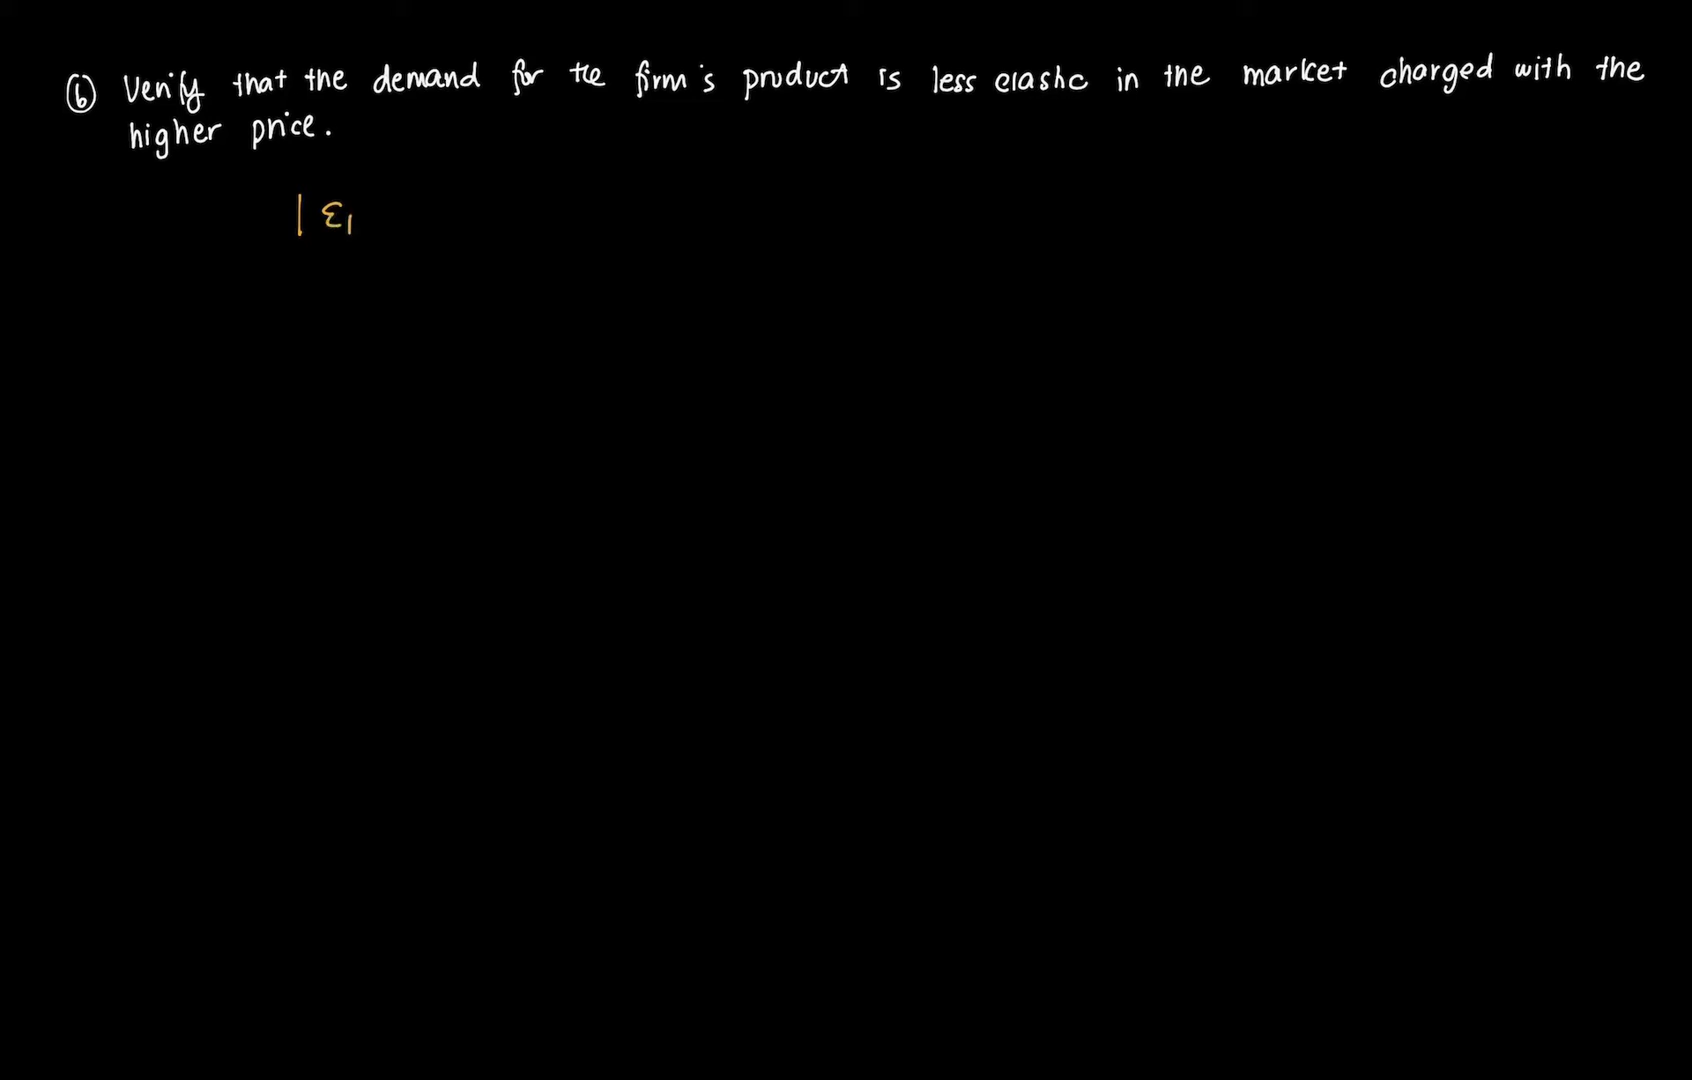 ⑥ Verify that the demand for the firm's product is less elastic in the market charged with the
higher price.
| ε₁